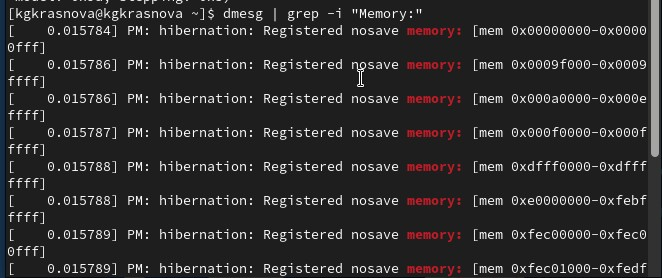 [kgkrasnova@kgkrasnova ~]$ dmesg | grep -i "Memory:"
[    0.015784] PM: hibernation: Registered nosave memory: [mem 0x00000000-0x0000
0fff]
[    0.015786] PM: hibernation: Registered nosave memory: [mem 0x0009f000-0x0009
ffff]
[    0.015786] PM: hibernation: Registered nosave memory: [mem 0x000a0000-0x000e
ffff]
[    0.015787] PM: hibernation: Registered nosave memory: [mem 0x000f0000-0x000f
ffff]
[    0.015788] PM: hibernation: Registered nosave memory: [mem 0xdfff0000-0xdfff
ffff]
[    0.015788] PM: hibernation: Registered nosave memory: [mem 0xe0000000-0xfebf
ffff]
[    0.015789] PM: hibernation: Registered nosave memory: [mem 0xfec00000-0xfec0
0fff]
[    0.015789] PM: hibernation: Registered nosave memory: [mem 0xfec01000-0xfedf